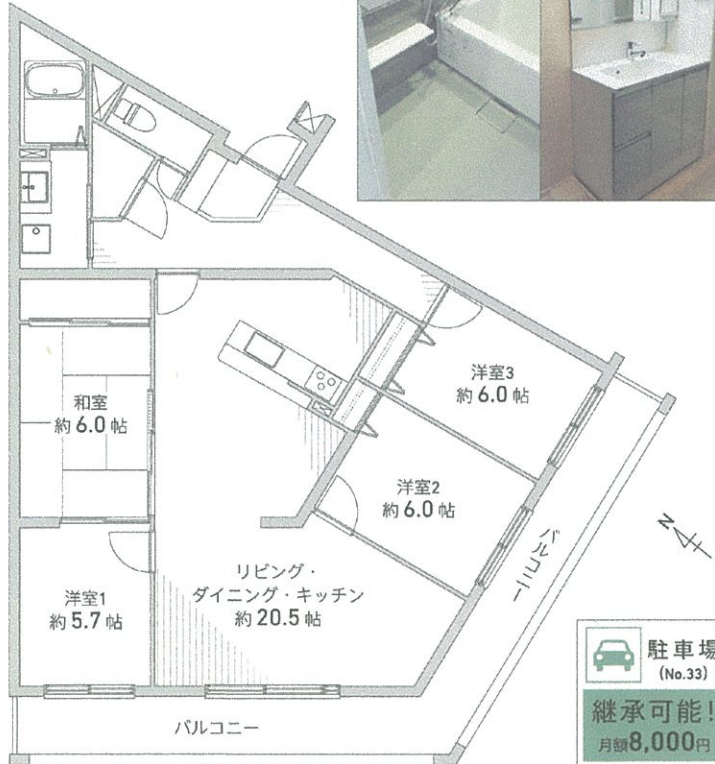 和室
約6.0帖
洋室3
約6.0帖
洋室2
約6.0帖
洋室1
約5.7帖
リビング・
ダイニング・キッチン
約20.5帖
バルコニー
バルコニー
N
駐車場
(No.33)
継承可能!
月額8,000円